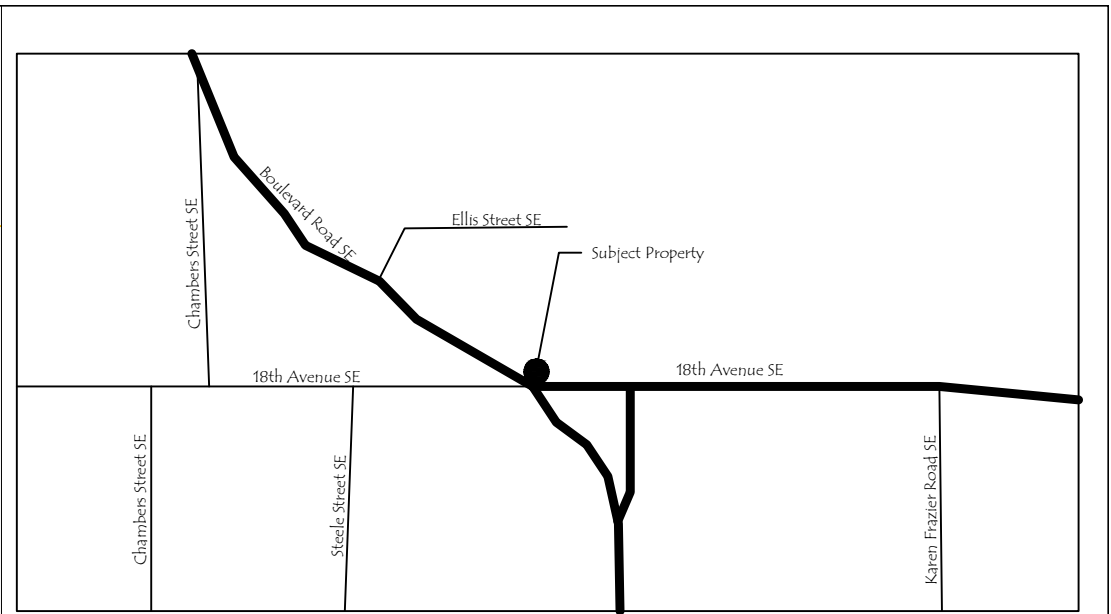 Boulevard Road SE
Ellis Street SE
Chambers Street SE
Subject Property
18th Avenue SE
18th Avenue SE
Chambers Street SE
Steele Street SE
Karen Frazier Road SE